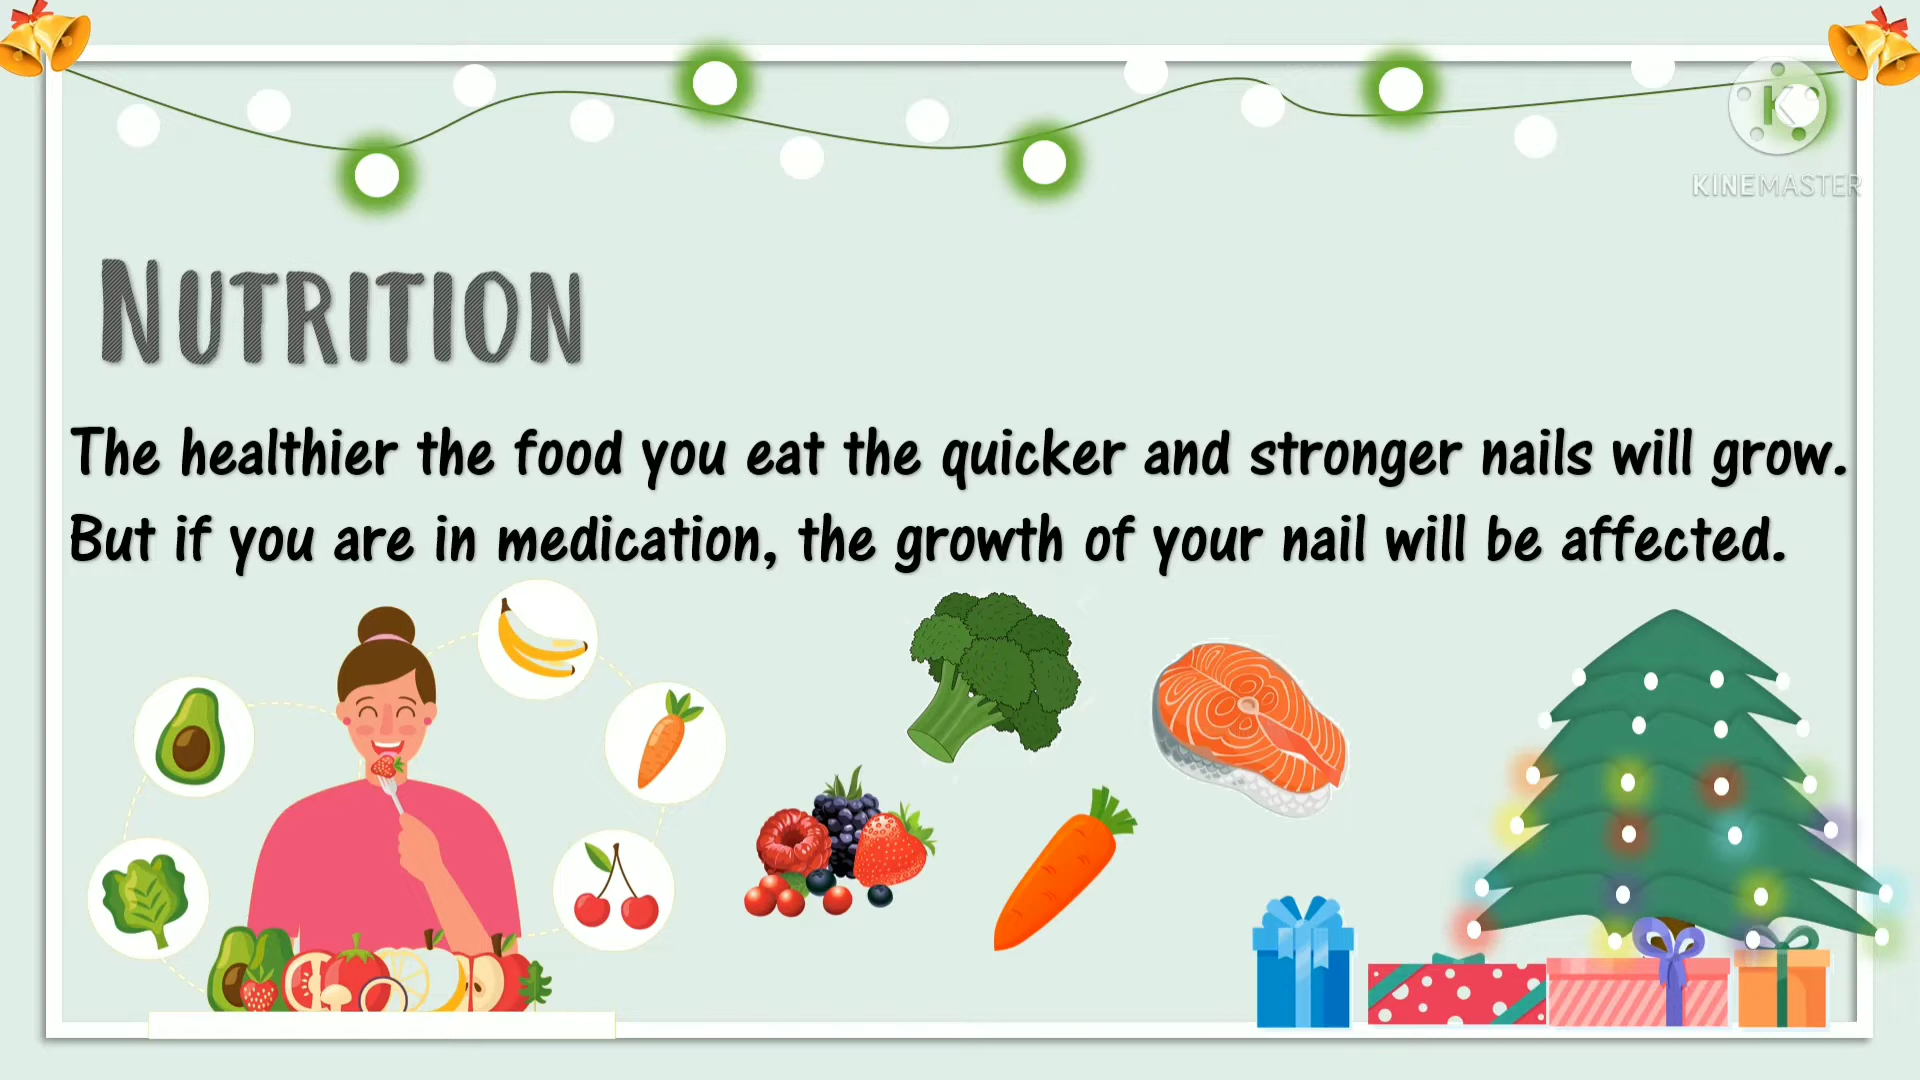 K
KINEMASTER
NUTRITION
The healthier the food you eat the quicker and stronger nails will grow.
But if you are in medication, the growth of your nail will be affected.